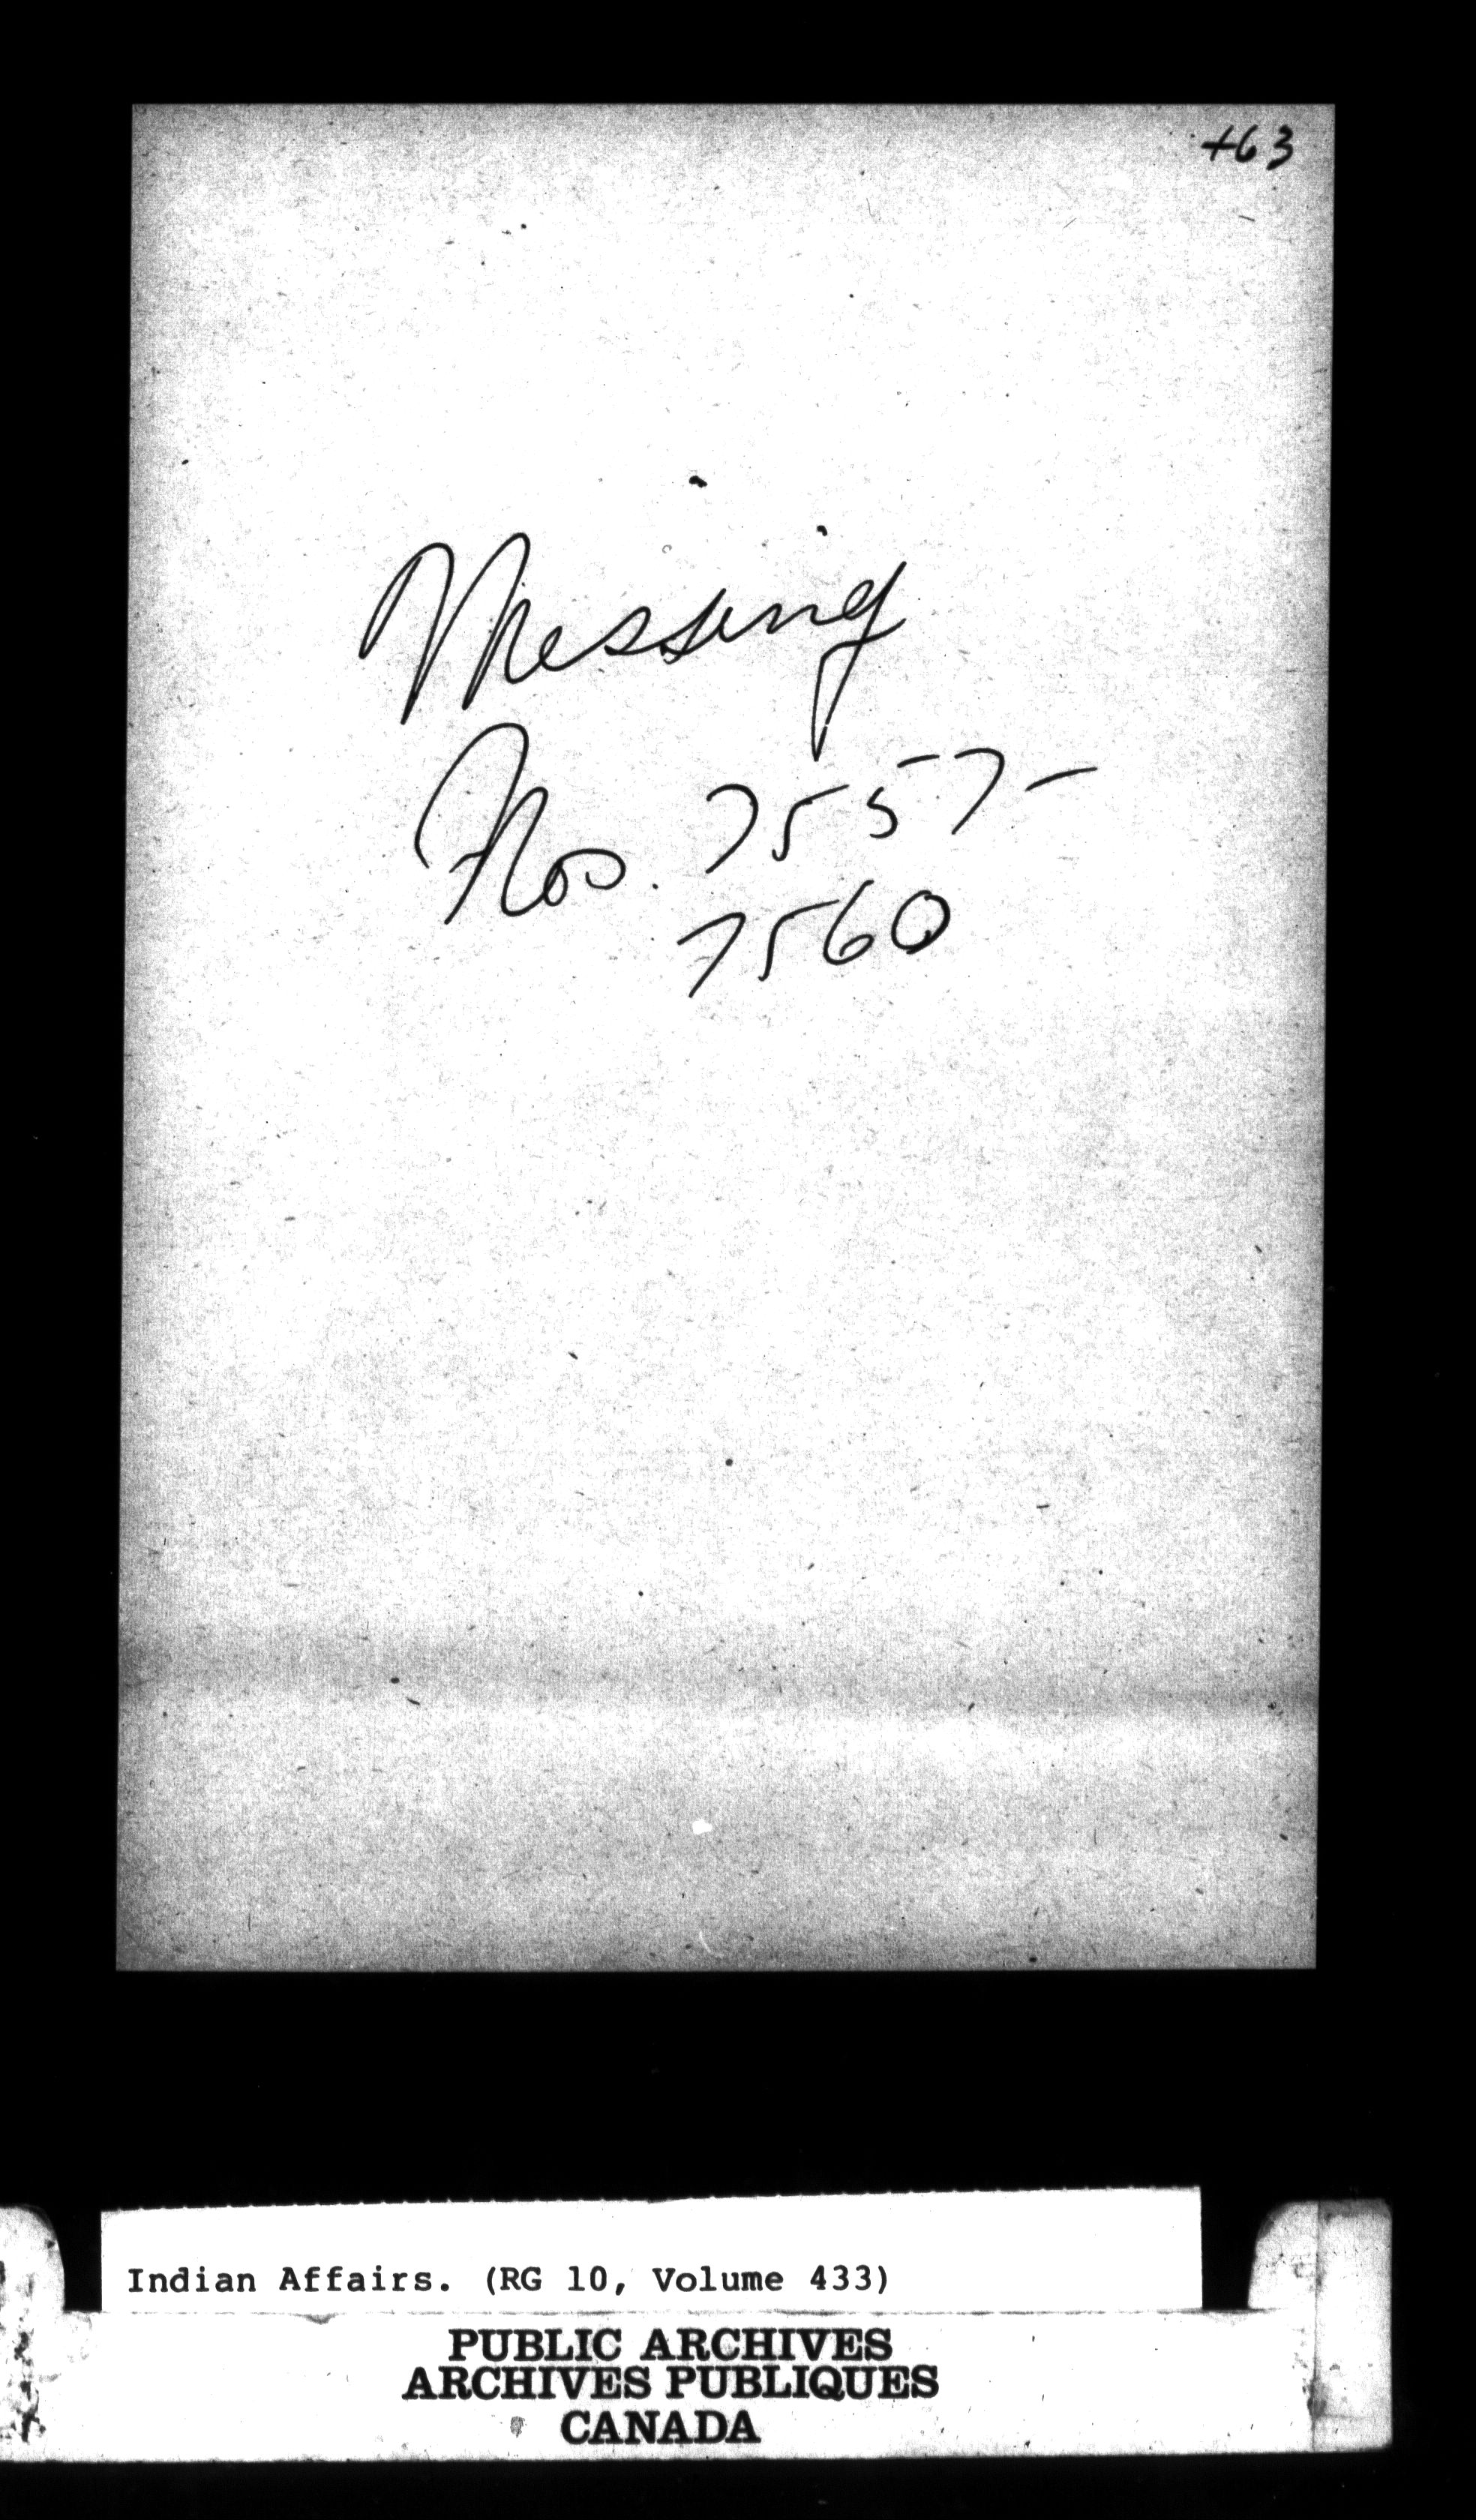 463
Missing
Nos. 7557-
7560
Indian Affairs. (RG 10, Volume 433)
PUBLIC ARCHIVES
ARCHIVES PUBLIQUES
CANADA